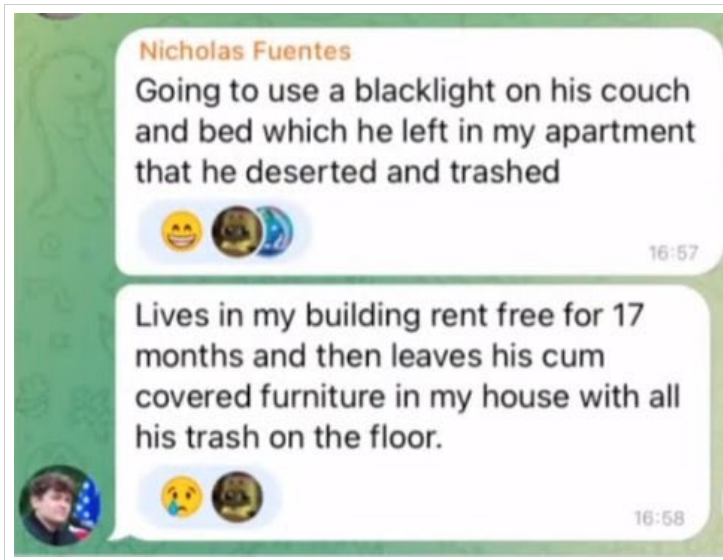 Nicholas Fuentes
Going to use a blacklight on his couch
and bed which he left in my apartment
that he deserted and trashed
16:57
Lives in my building rent free for 17
months and then leaves his cum
covered furniture in my house with all
his trash on the floor.
16:58